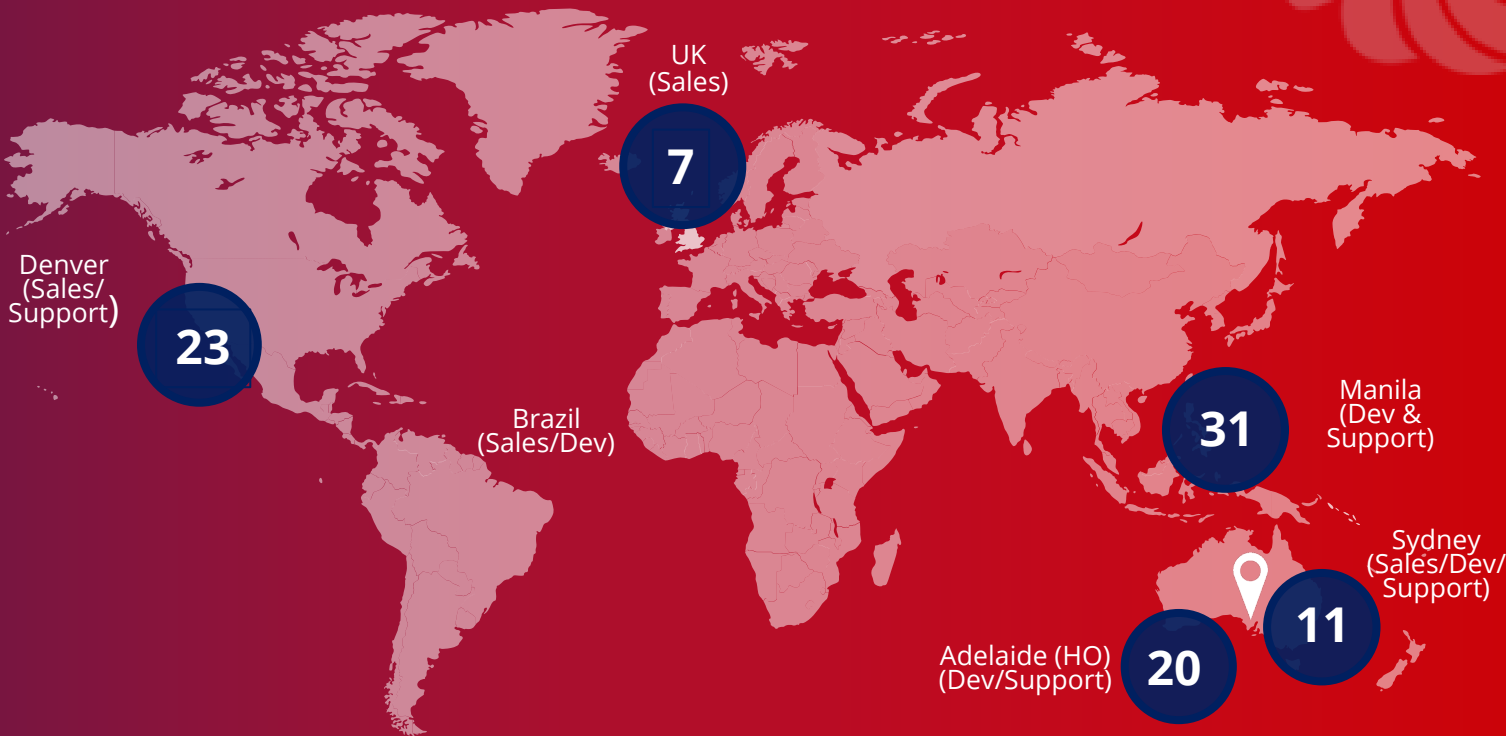 UK
(Sales)
7
Denver
(Sales/
Support)
23
Brazil
(Sales/Dev)
31
Manila
(Dev &
Support)
Sydney
(Sales/Dev/
Support)
11
Adelaide (HO)
(Dev/Support)
20